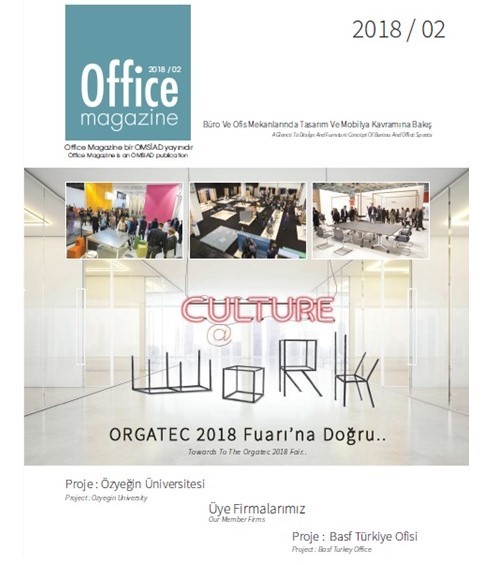 2018 / 02
2018 / 02
Office
magazine
Büro Ve Ofis Mekanlarında Tasarım Ve Mobilya Kavramına Bakış
A Glance To Desdign And Furniture Concept Of Bureau And Office Spaces
Office Magazine bir OMSİAD yayınıdır
Office Magazine is an OMSIAD publication
CULTURE
@
WORK
ORGATEC 2018 Fuarı'na Doğru..
Towards To The Orgatec 2018 Fair..
Proje : Özyeğin Üniversitesi
Project : Ozyegin University
Üye Firmalarımız
Our Member Firms
Proje : Basf Türkiye Ofisi
Project : Basf Turkey Office